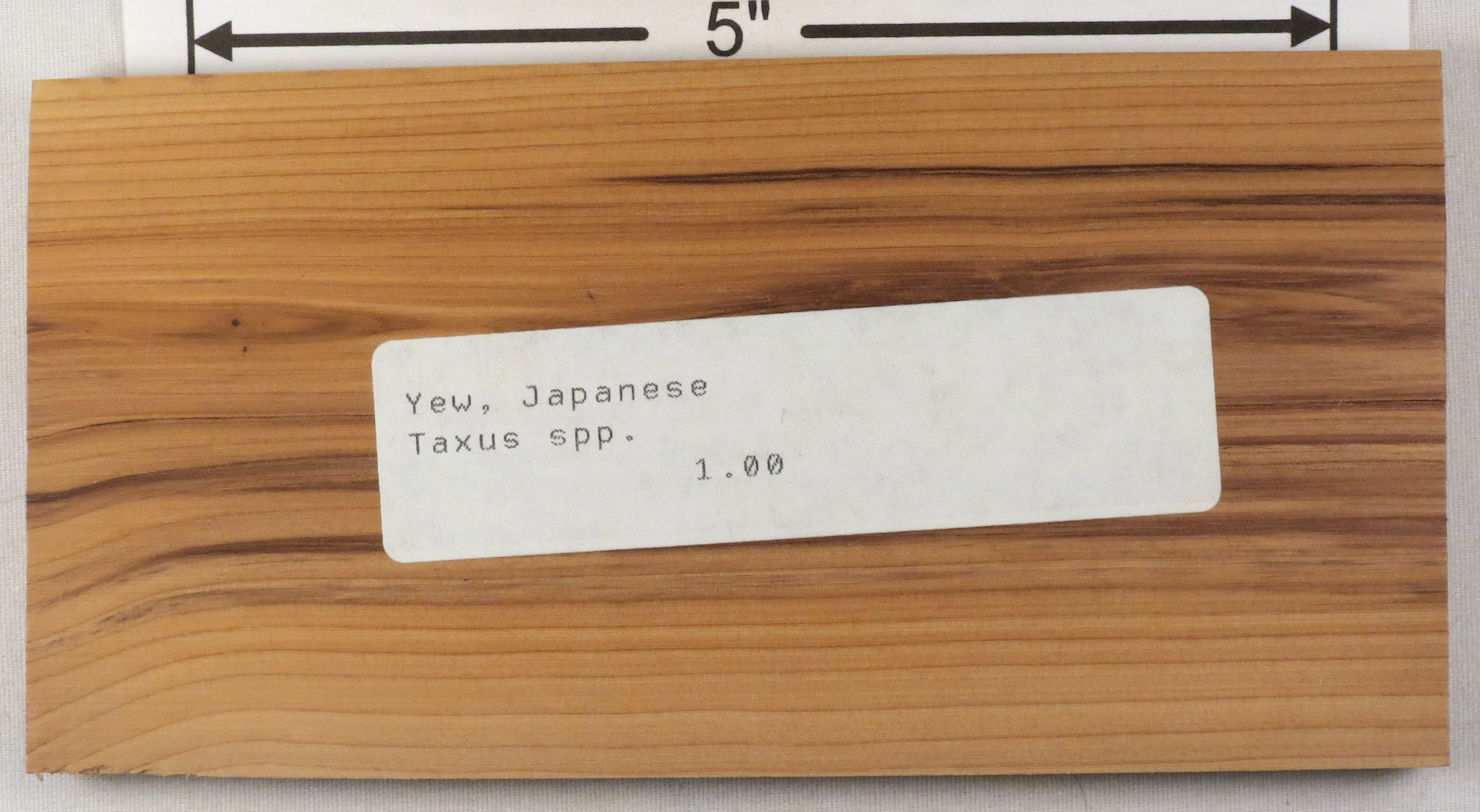 5"
Yew, Japanese
Taxus spp.
1.00